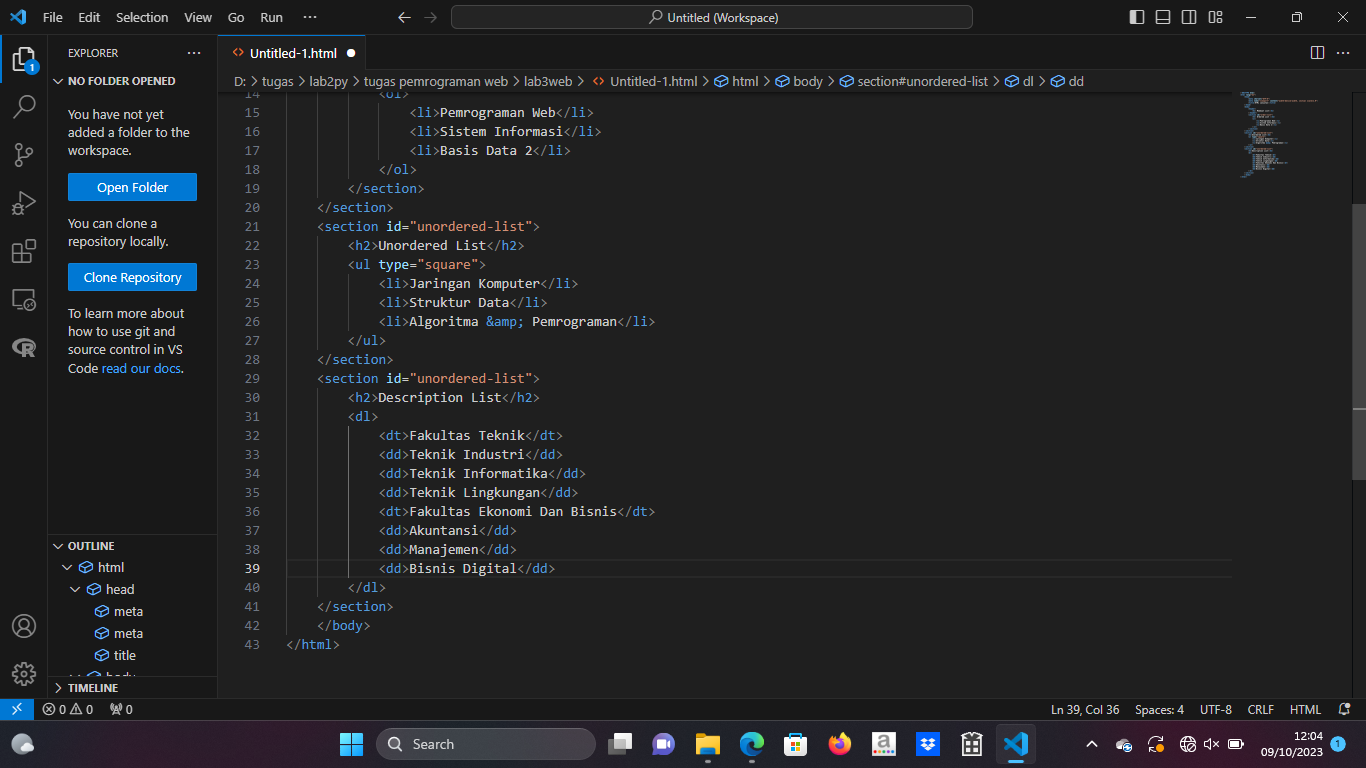 File Edit Selection View Go Run ··· Untitled (Workspace)
EXPLORER ···
NO FOLDER OPENED
You have not yet
added a folder to the
workspace.
Open Folder
You can clone a
repository locally.
Clone Repository
To learn more about
how to use git and
source control in VS
Code read our docs.
OUTLINE
html
head
meta
meta
title
body
TIMELINE
1
Untitled-1.html
D: > tugas > lab2py > tugas pemrograman web > lab3web > Untitled-1.html > html > body > section#unordered-list > dl > dd
14 <ol>
15 <li>Pemrograman Web</li>
16 <li>Sistem Informasi</li>
17 <li>Basis Data 2</li>
18 </ol>
19 </section>
20 </section>
21 <section id="unordered-list">
22 <h2>Unordered List</h2>
23 <ul type="square">
24 <li>Jaringan Komputer</li>
25 <li>Struktur Data</li>
26 <li>Algoritma &amp; Pemrograman</li>
27 </ul>
28 </section>
29 <section id="unordered-list">
30 <h2>Description List</h2>
31 <dl>
32 <dt>Fakultas Teknik</dt>
33 <dd>Teknik Industri</dd>
34 <dd>Teknik Informatika</dd>
35 <dd>Teknik Lingkungan</dd>
36 <dt>Fakultas Ekonomi Dan Bisnis</dt>
37 <dd>Akuntansi</dd>
38 <dd>Manajemen</dd>
39 <dd>Bisnis Digital</dd>
40 </dl>
41 </section>
42 </body>
43 </html>
0 0 0 Ln 39, Col 36 Spaces: 4 UTF-8 CRLF HTML
Search
12:04
09/10/2023 1